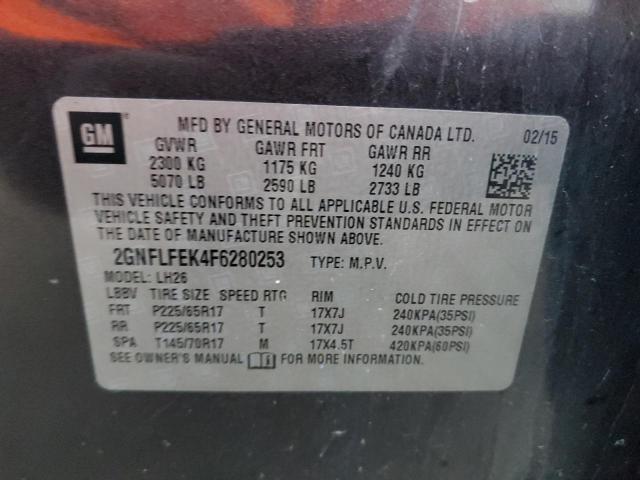 GM
MFD BY GENERAL MOTORS OF CANADA LTD. 02/15
GVWR GAWR FRT GAWR RR
2300 KG 1175 KG 1240 KG
5070 LB 2590 LB 2733 LB
THIS VEHICLE CONFORMS TO ALL APPLICABLE U.S. FEDERAL MOTOR
VEHICLE SAFETY AND THEFT PREVENTION STANDARDS IN EFFECT ON
THE DATE OF MANUFACTURE SHOWN ABOVE.
2GNFLFEK4F6280253 TYPE: M.P.V.
MODEL: LH26
LBBV TIRE SIZE SPEED RTG RIM COLD TIRE PRESSURE
FRT P225/65R17 T 17X7J 240KPA(35PSI)
RR P225/65R17 T 17X7J 240KPA(35PSI)
SPA T145/70R17 M 17X4.5T 420KPA(60PSI)
SEE OWNER'S MANUAL FOR MORE INFORMATION.